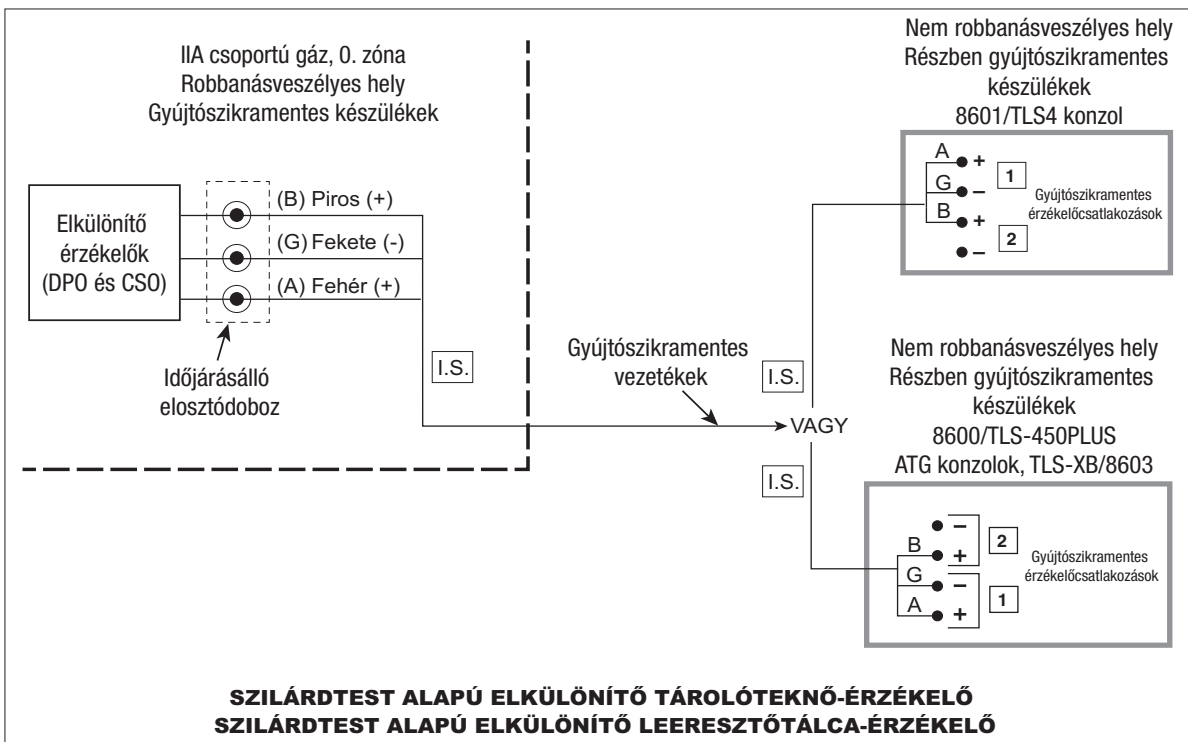 IIA csoportú gáz, 0. zóna
Robbanásveszélyes hely
Gyújtószikramentes készülékek
Elkülönítő
érzékelők
(DPO és CSO)
(B) Piros (+)
(G) Fekete (-)
(A) Fehér (+)
Időjárásálló
elosztódoboz
I.S.
Gyújtószikramentes
vezetékek
I.S.
VAGY
I.S.
Nem robbanásveszélyes hely
Részben gyújtószikramentes
készülékek
8601/TLS4 konzol
A + 1
G –
B + 2
–
Gyújtószikramentes
érzékelőcsatlakozások
Nem robbanásveszélyes hely
Részben gyújtószikramentes
készülékek
8600/TLS-450PLUS
ATG konzolok, TLS-XB/8603
– 2
B +
G – 1
A +
Gyújtószikramentes
érzékelőcsatlakozások
SZILÁRDTEST ALAPÚ ELKÜLÖNÍTŐ TÁROLÓTEKNŐ-ÉRZÉKELŐ
SZILÁRDTEST ALAPÚ ELKÜLÖNÍTŐ LEERESZTŐTÁLCA-ÉRZÉKELŐ